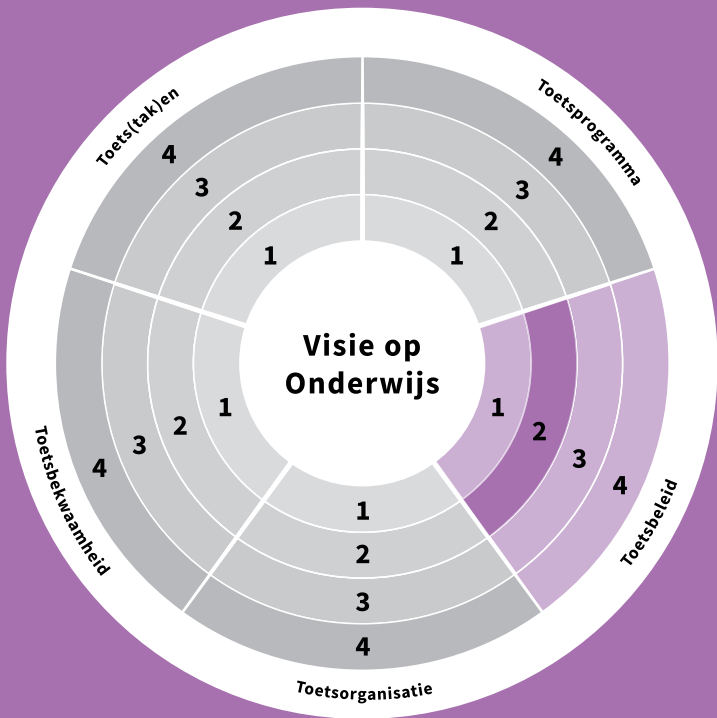 Toets(tak)en
4
3
2
1
Toetsprogramma
4
3
2
1
Visie op
Onderwijs
Toetsbekwaamheid
4
3
2
1
Toetsbeleid
1
2
3
4
1
2
3
4
Toetsorganisatie